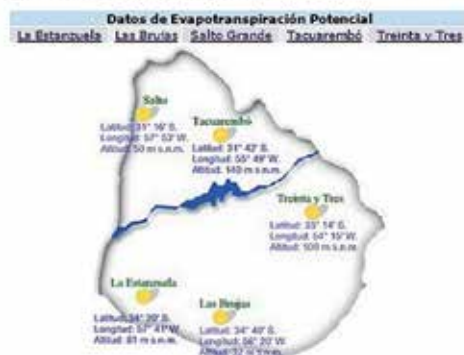 Datos de Evapotranspiración Potencial
La Estanzuela Las Brujas Salto Grande Tacuarembó Treinta y Tres
Salto
Latitud: 31° 16' S.
Longitud: 57° 53' W.
Altitud: 50 m s.n.m.
Tacuarembó
Latitud: 31° 42' S.
Longitud: 55° 49' W.
Altitud: 140 m s.n.m.
Treinta y Tres
Latitud: 33° 14' S.
Longitud: 54° 15' W.
Altitud: 100 m s.n.m.
La Estanzuela
Latitud: 34° 20' S.
Longitud: 57° 41' W.
Altitud: 81 m s.n.m.
Las Brujas
Latitud: 34° 40' S.
Longitud: 56° 20' W.
Altitud: 32 m s.n.m.